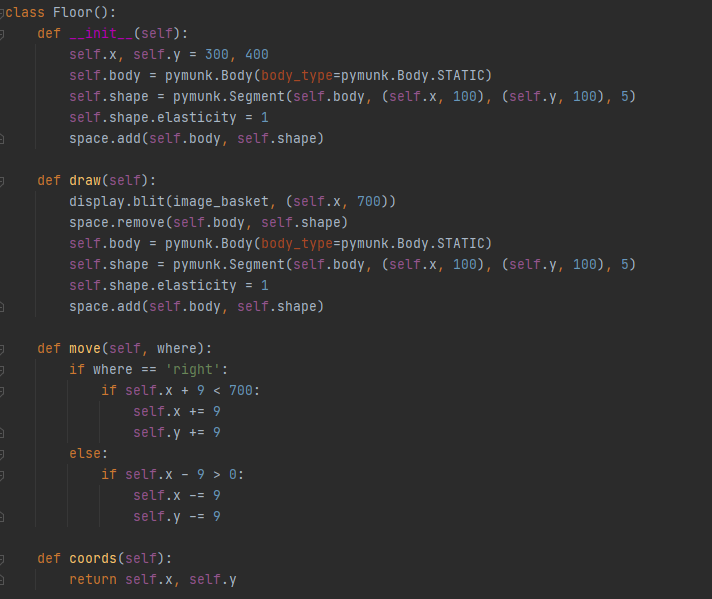 class Floor():
    def __init__(self):
        self.x, self.y = 300, 400
        self.body = pymunk.Body(body_type=pymunk.Body.STATIC)
        self.shape = pymunk.Segment(self.body, (self.x, 100), (self.y, 100), 5)
        self.shape.elasticity = 1
        space.add(self.body, self.shape)

    def draw(self):
        display.blit(image_basket, (self.x, 700))
        space.remove(self.body, self.shape)
        self.body = pymunk.Body(body_type=pymunk.Body.STATIC)
        self.shape = pymunk.Segment(self.body, (self.x, 100), (self.y, 100), 5)
        self.shape.elasticity = 1
        space.add(self.body, self.shape)

    def move(self, where):
        if where == 'right':
            if self.x + 9 < 700:
                self.x += 9
                self.y += 9
        else:
            if self.x - 9 > 0:
                self.x -= 9
                self.y -= 9

    def coords(self):
        return self.x, self.y